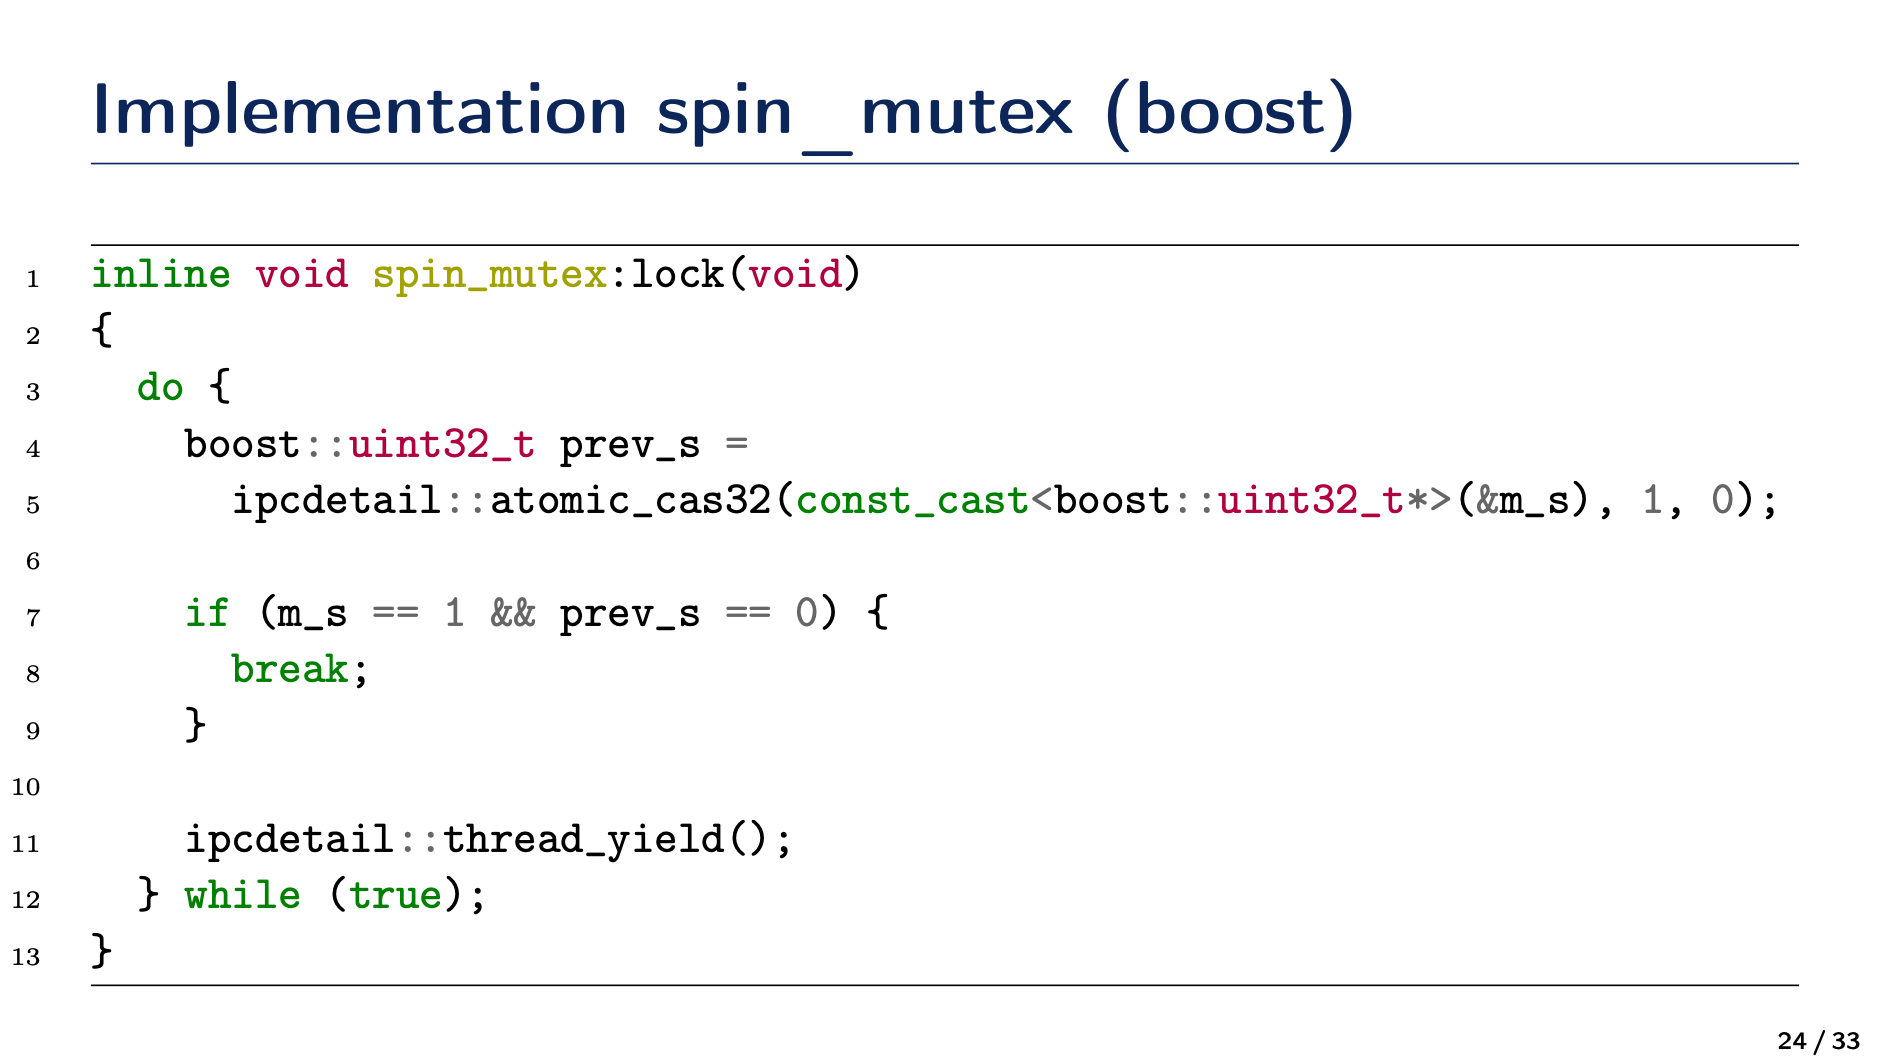 Implementation spin_mutex (boost)
1 inline void spin_mutex:lock(void)
2 {
3   do {
4     boost::uint32_t prev_s =
5       ipcdetail::atomic_cas32(const_cast<boost::uint32_t*>(&m_s), 1, 0);
6
7     if (m_s == 1 && prev_s == 0) {
8       break;
9     }
10
11     ipcdetail::thread_yield();
12   } while (true);
13 }
24 / 33